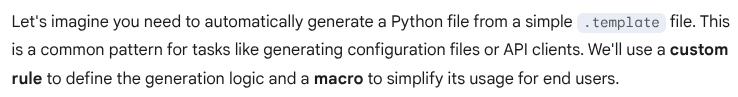 Let's imagine you need to automatically generate a Python file from a simple .template file. This
is a common pattern for tasks like generating configuration files or API clients. We'll use a custom
rule to define the generation logic and a macro to simplify its usage for end users.